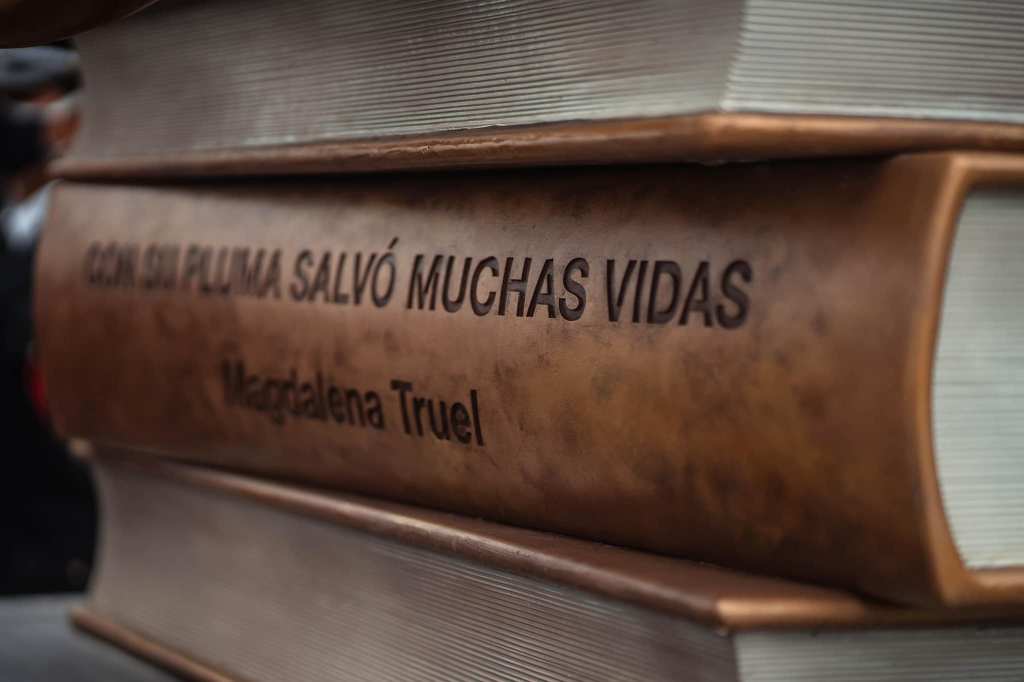 CON SU PLUMA SALVÓ MUCHAS VIDAS
Magdalena Truel